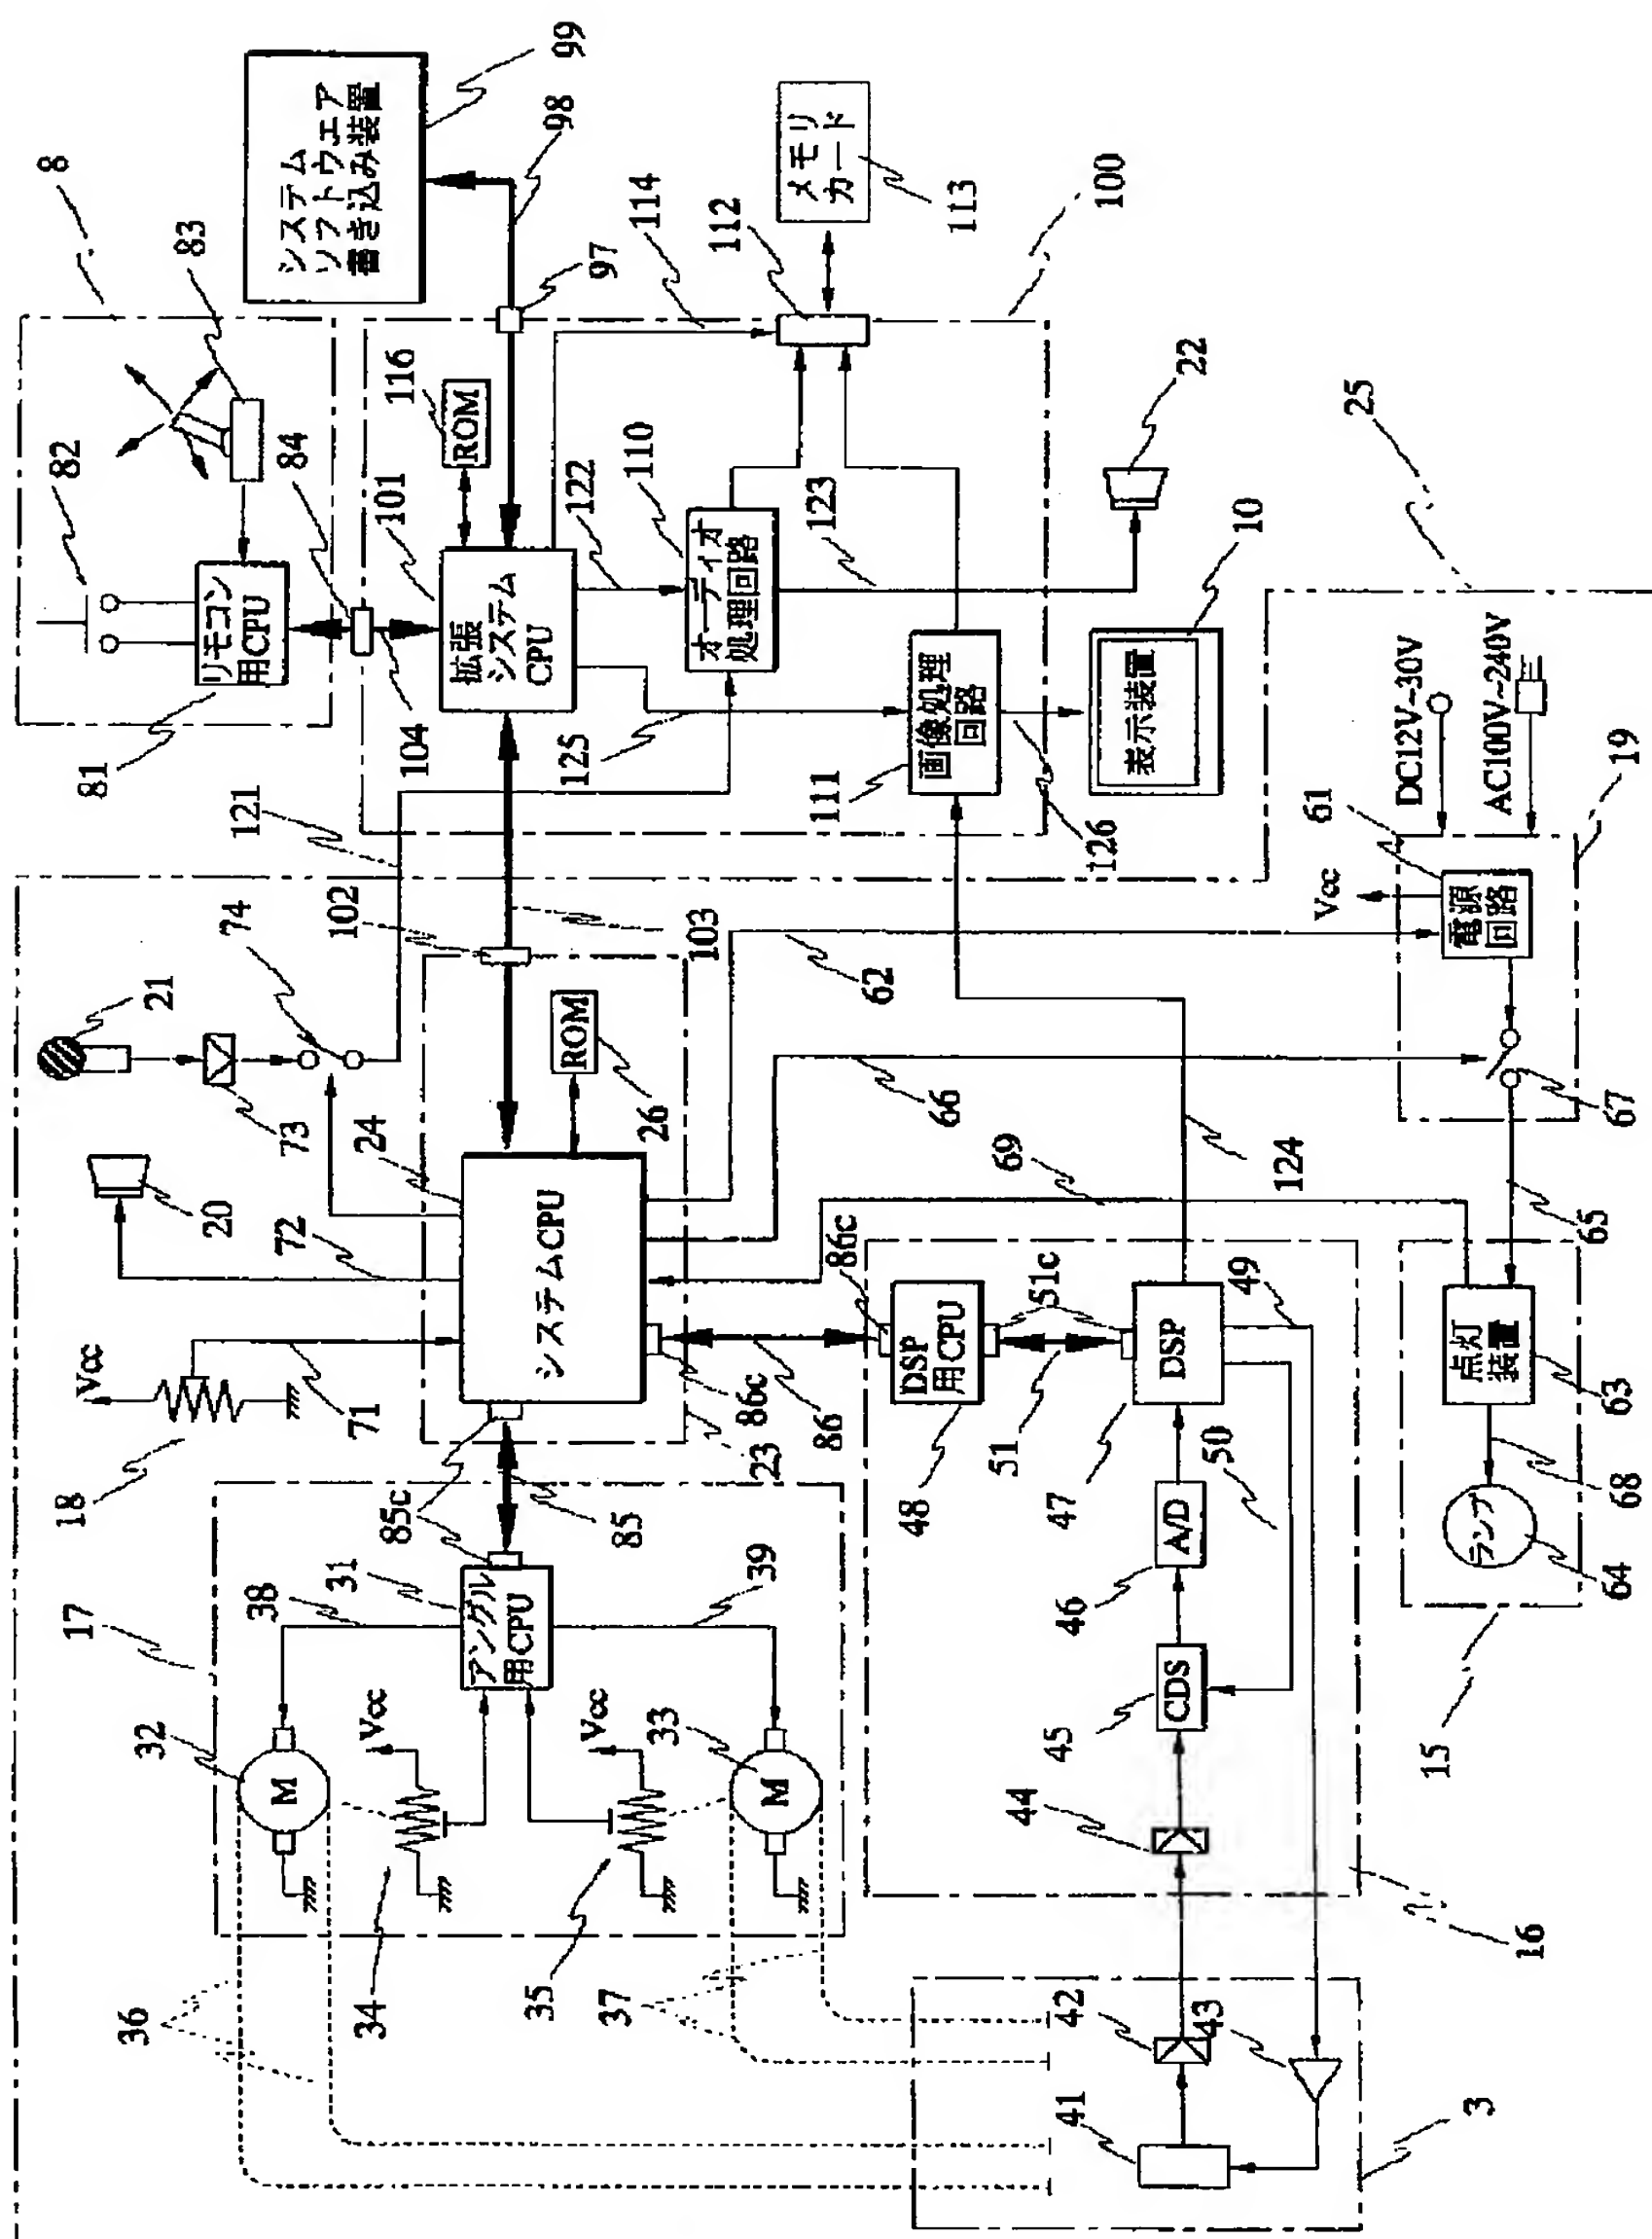 36
17
18
Vcc
20
73
21
81
82
8
32
38
71
72
24
74
121
リモコン
用CPU
83
34
M
Vcc
31
85c
102
104
84
システム
ソフトウエア
書き込み装置
99
アングル
用CPU
システムCPU
拡張
システム
CPU
101
116
ROM
98
35
Vcc
85
ROM
97
37
33
39
23
26
103
125
122
110
114
M
86c
オーディオ
処理回路
112
メモリ
カード
113
86
86c
62
111
123
48
DSP
用CPU
66
画像処理
回路
100
51
51c
69
126
表示装置
10
22
41
42
44
45
46
47
CDS
A/D
DSP
124
43
50
49
3
16
15
65
Vcc
61
DC12V~30V
25
ランプ
点灯
装置
電源
回路
AC100V~240V
64
68
63
67
19